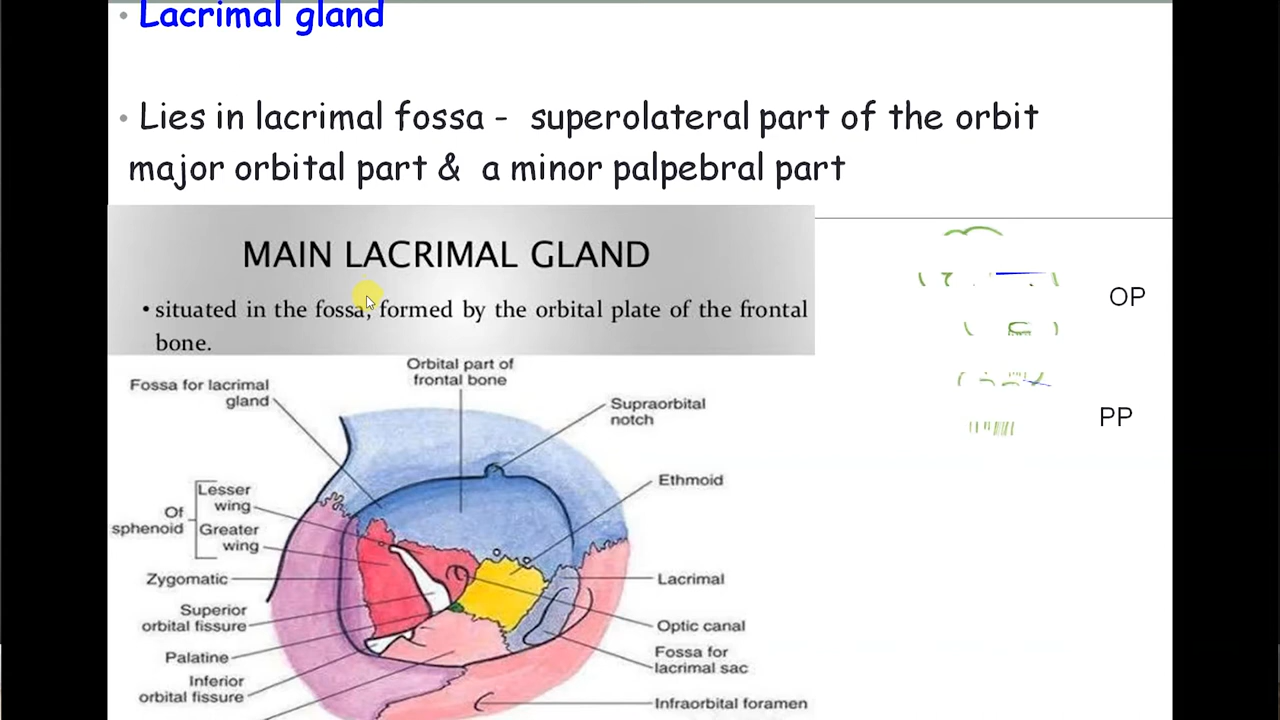 • Lacrimal gland
• Lies in lacrimal fossa - superolateral part of the orbit
major orbital part & a minor palpebral part
MAIN LACRIMAL GLAND
• situated in the fossa, formed by the orbital plate of the frontal
bone.
OP
PP
Orbital part of
frontal bone
Fossa for lacrimal
gland
Supraorbital
notch
Ethmoid
Of
sphenoid
Lesser
wing
Greater
wing
Zygomatic
Lacrimal
Superior
orbital fissure
Optic canal
Palatine
Fossa for
lacrimal sac
Inferior
orbital fissure
Infraorbital foramen